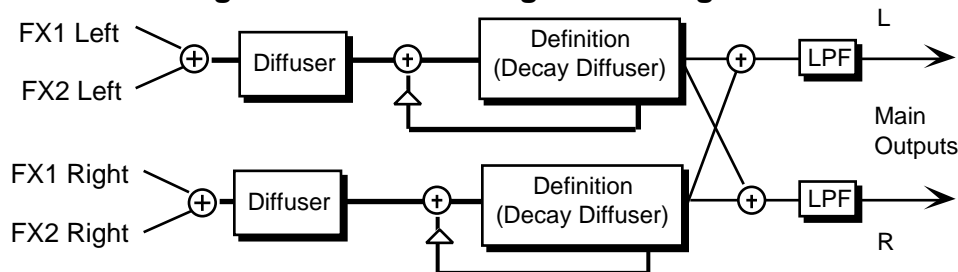 FX1 Left
FX2 Left
Diffuser
Definition
(Decay Diffuser)
LPF
L
Main
Outputs
FX1 Right
FX2 Right
Diffuser
Definition
(Decay Diffuser)
LPF
R